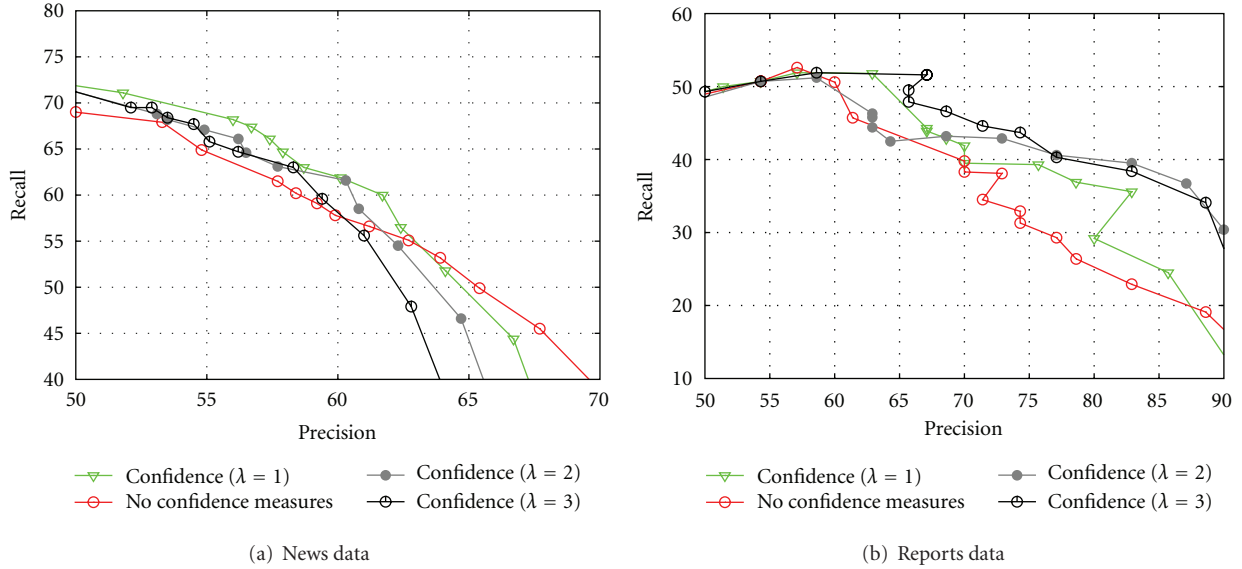 80
75
70
65
60
55
50
45
40
Recall
50 55 60 65 70
Precision
Confidence (λ = 1)
No confidence measures
Confidence (λ = 2)
Confidence (λ = 3)
(a) News data
60
50
40
30
20
10
Recall
50 55 60 65 70 75 80 85 90
Precision
Confidence (λ = 1)
No confidence measures
Confidence (λ = 2)
Confidence (λ = 3)
(b) Reports data